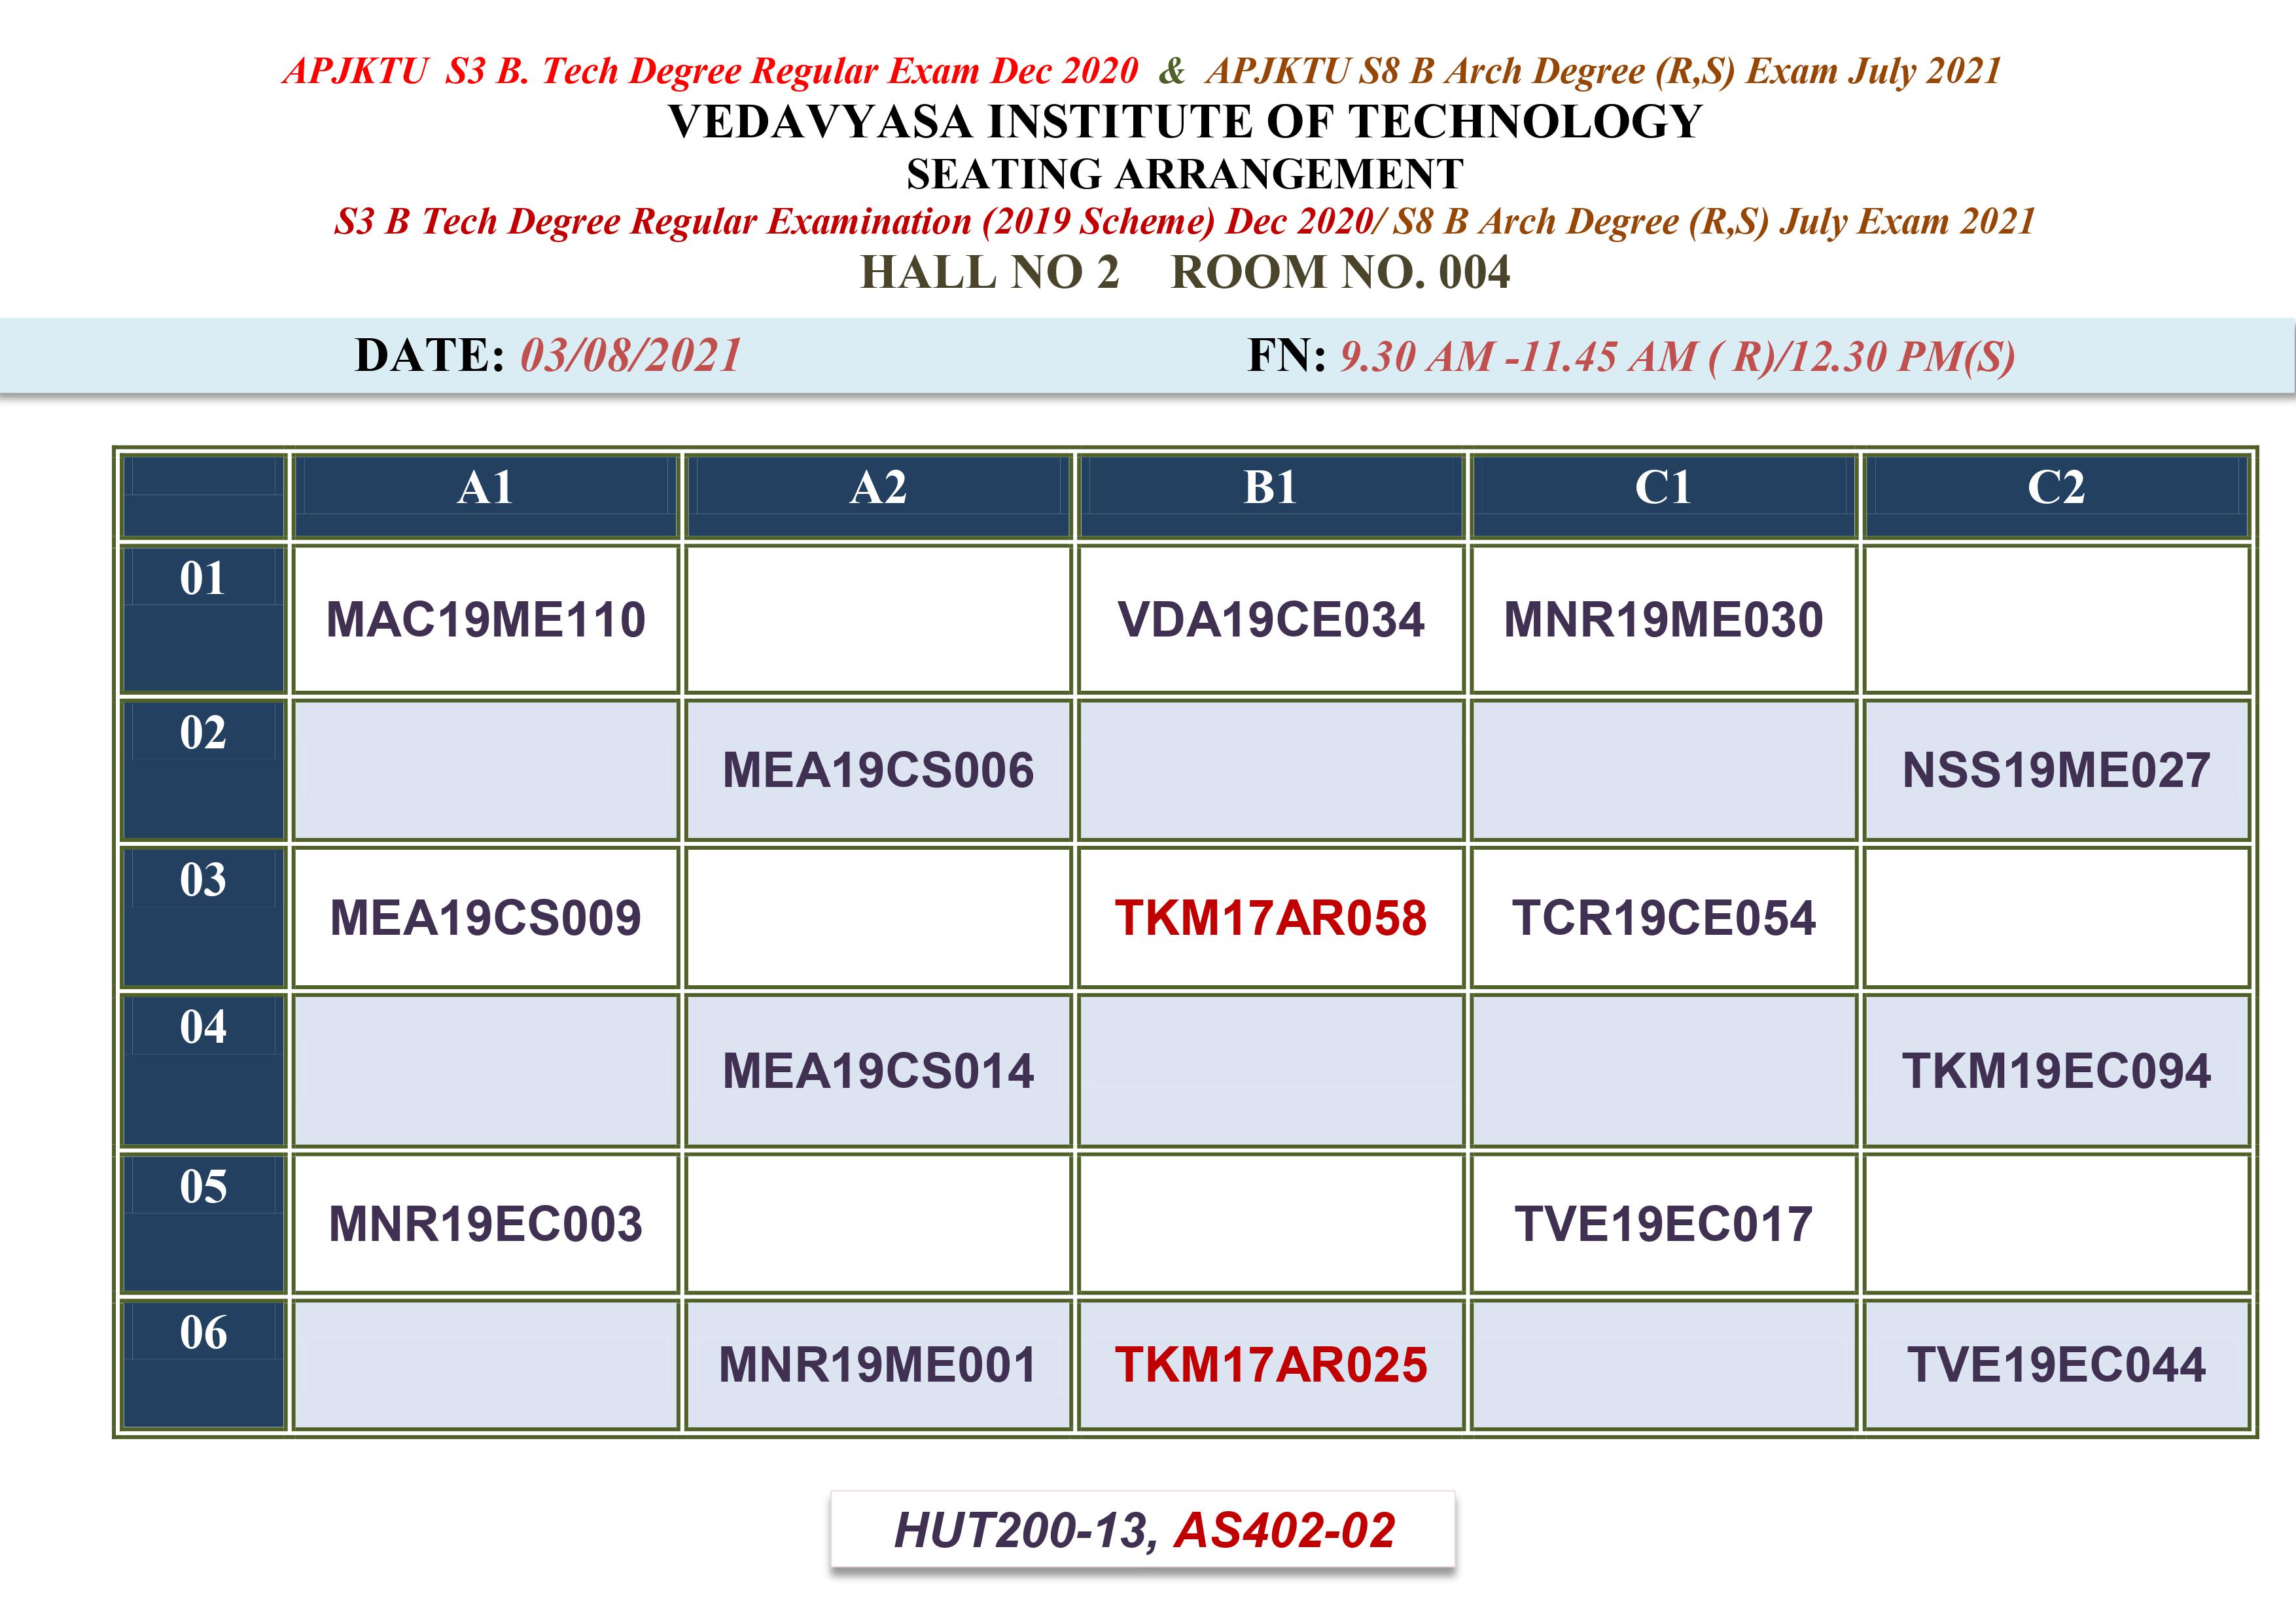 APJKTU S3 B. Tech Degree Regular Exam Dec 2020 & APJKTU S8 B Arch Degree (R,S) Exam July 2021
VEDAVYASA INSTITUTE OF TECHNOLOGY
SEATING ARRANGEMENT
S3 B Tech Degree Regular Examination (2019 Scheme) Dec 2020/ S8 B Arch Degree (R,S) July Exam 2021
HALL NO 2 ROOM NO. 004
DATE: 03/08/2021 FN: 9.30 AM -11.45 AM ( R)/12.30 PM(S)
A1 A2 B1 C1 C2
01 MAC19ME110 VDA19CE034 MNR19ME030
02 MEA19CS006 NSS19ME027
03 MEA19CS009 TKM17AR058 TCR19CE054
04 MEA19CS014 TKM19EC094
05 MNR19EC003 TVE19EC017
06 MNR19ME001 TKM17AR025 TVE19EC044
HUT200-13, AS402-02